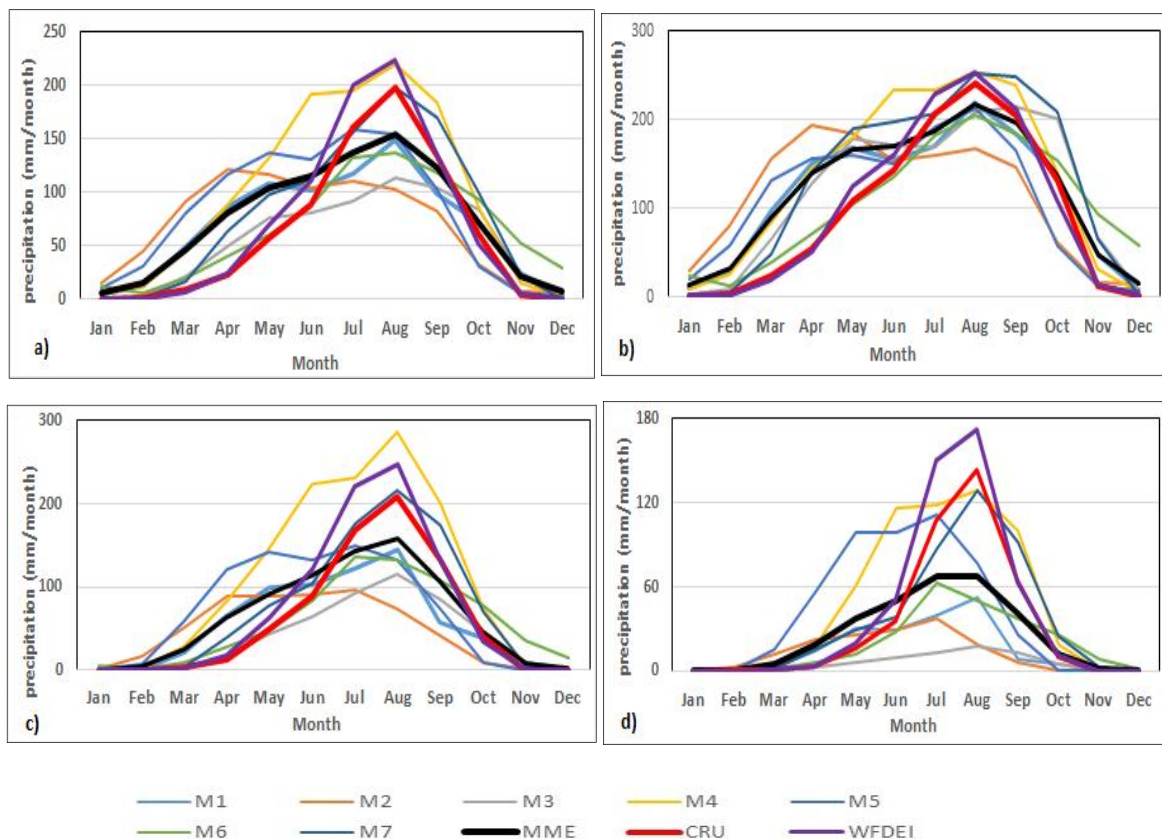 250
200
150
100
50
0
precipitation (mm/month)
Jan Feb Mar Apr May Jun Jul Aug Sep Oct Nov Dec
a)
Month
300
200
100
0
precipitation (mm/month)
Jan Feb Mar Apr May Jun Jul Aug Sep Oct Nov Dec
b)
Month
300
200
100
0
precipitation (mm/month)
Jan Feb Mar Apr May Jun Jul Aug Sep Oct Nov Dec
c)
Month
180
120
60
0
precipitation (mm/month)
Jan Feb Mar Apr May Jun Jul Aug Sep Oct Nov Dec
d)
Month
M1 M2 M3 M4 M5
M6 M7 MME CRU WFDEI